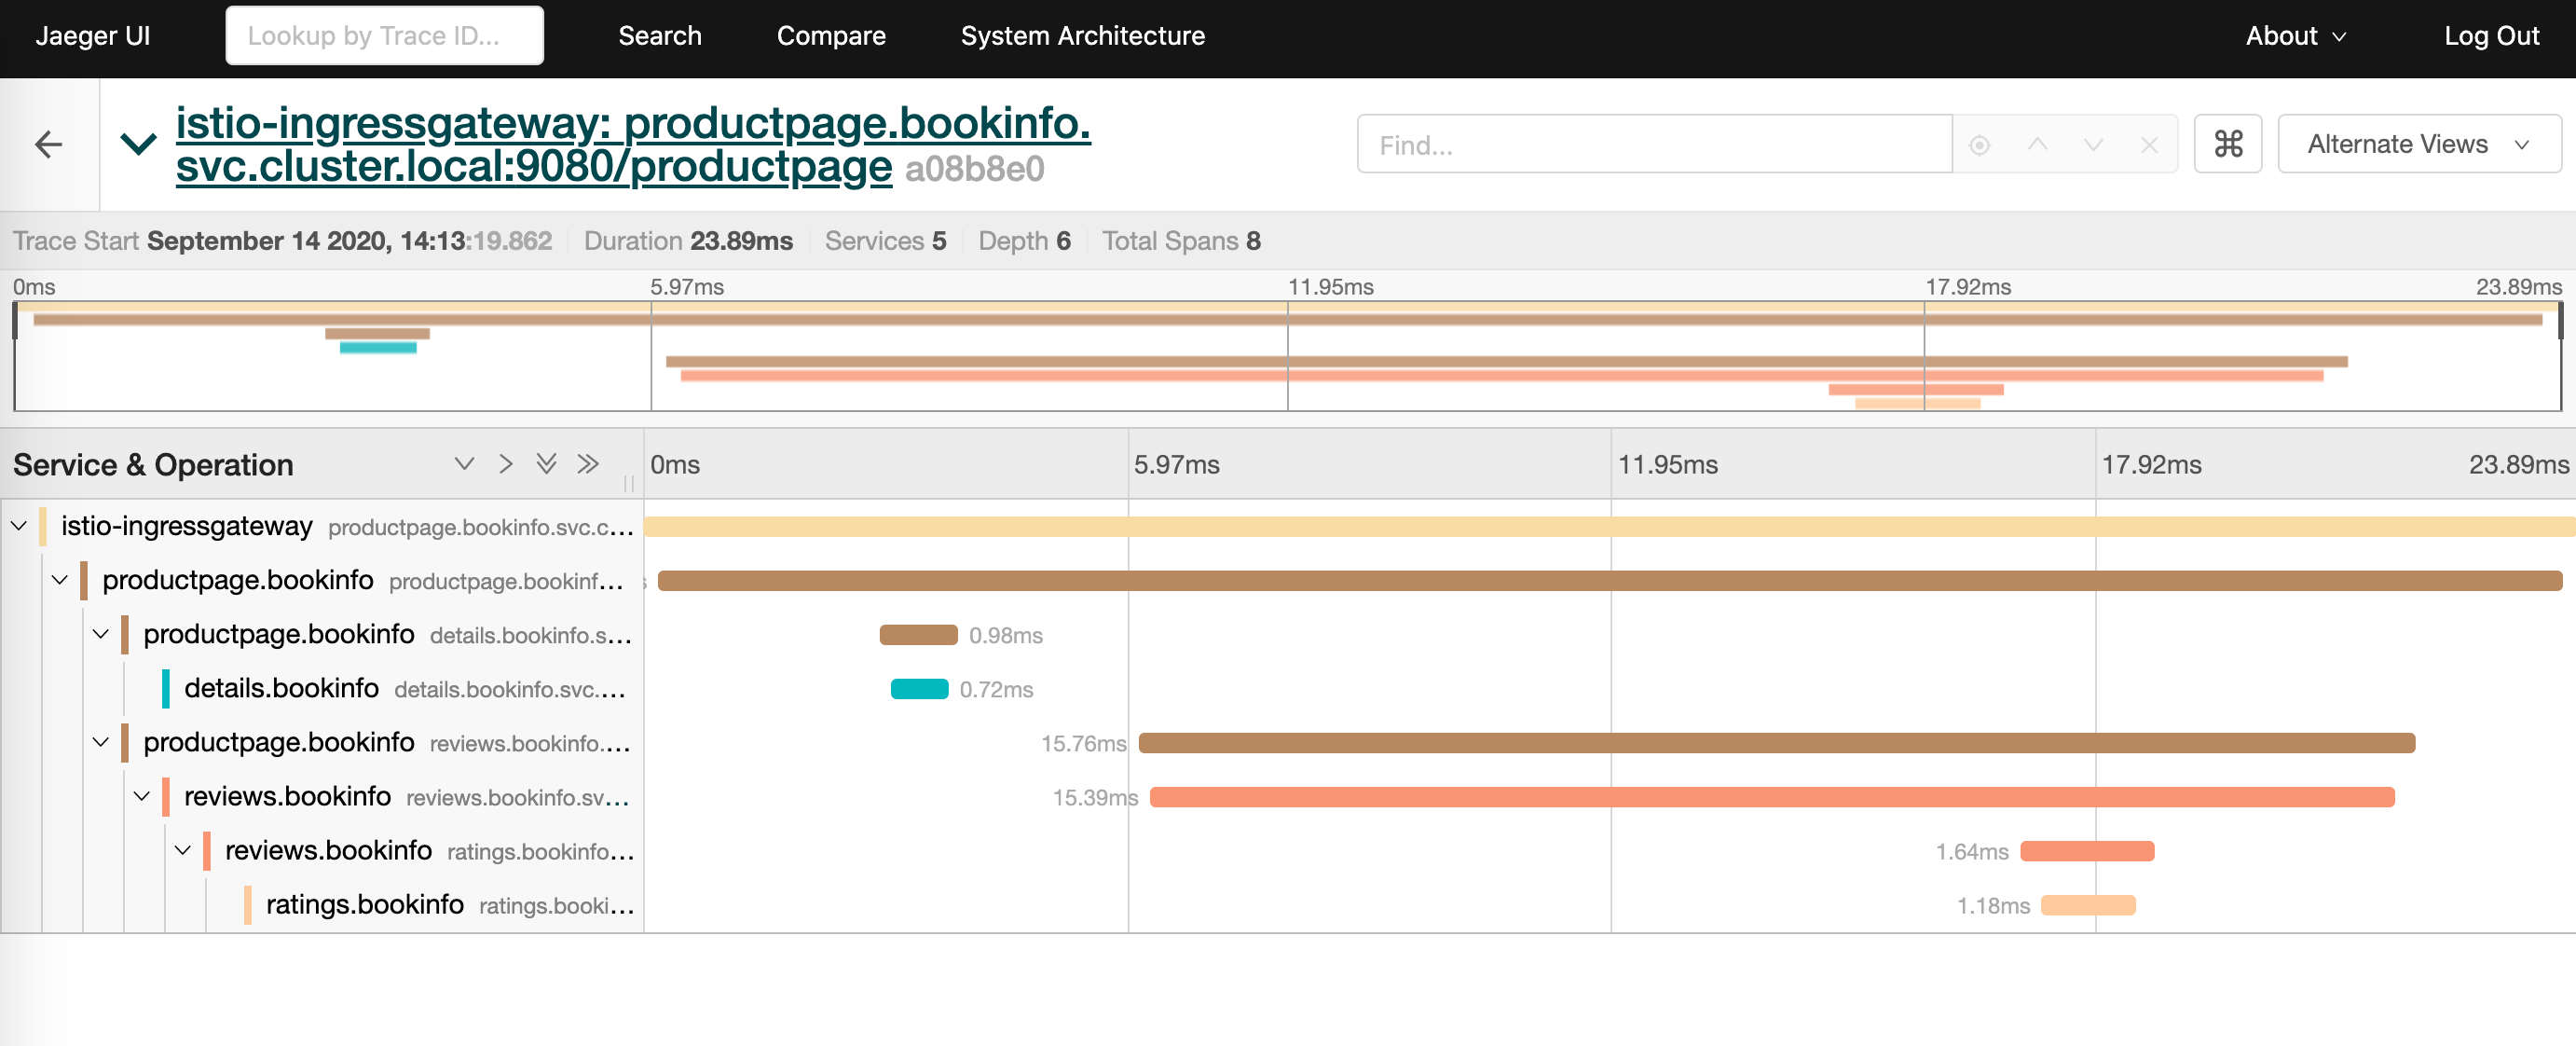 Jaeger UI Lookup by Trace ID... Search Compare System Architecture About Log Out
istio-ingressgateway: productpage.bookinfo.
svc.cluster.local:9080/productpage a08b8e0
Find... ⌘ Alternate Views
Trace Start September 14 2020, 14:13:19.862 Duration 23.89ms Services 5 Depth 6 Total Spans 8
0ms 5.97ms 11.95ms 17.92ms 23.89ms
Service & Operation 0ms 5.97ms 11.95ms 17.92ms 23.89ms
istio-ingressgateway productpage.bookinfo.svc.c...
productpage.bookinfo productpage.bookinf...
productpage.bookinfo details.bookinfo.s... 0.98ms
details.bookinfo details.bookinfo.svc.... 0.72ms
productpage.bookinfo reviews.bookinfo.... 15.76ms
reviews.bookinfo reviews.bookinfo.sv... 15.39ms
reviews.bookinfo ratings.bookinfo... 1.64ms
ratings.bookinfo ratings.booki... 1.18ms